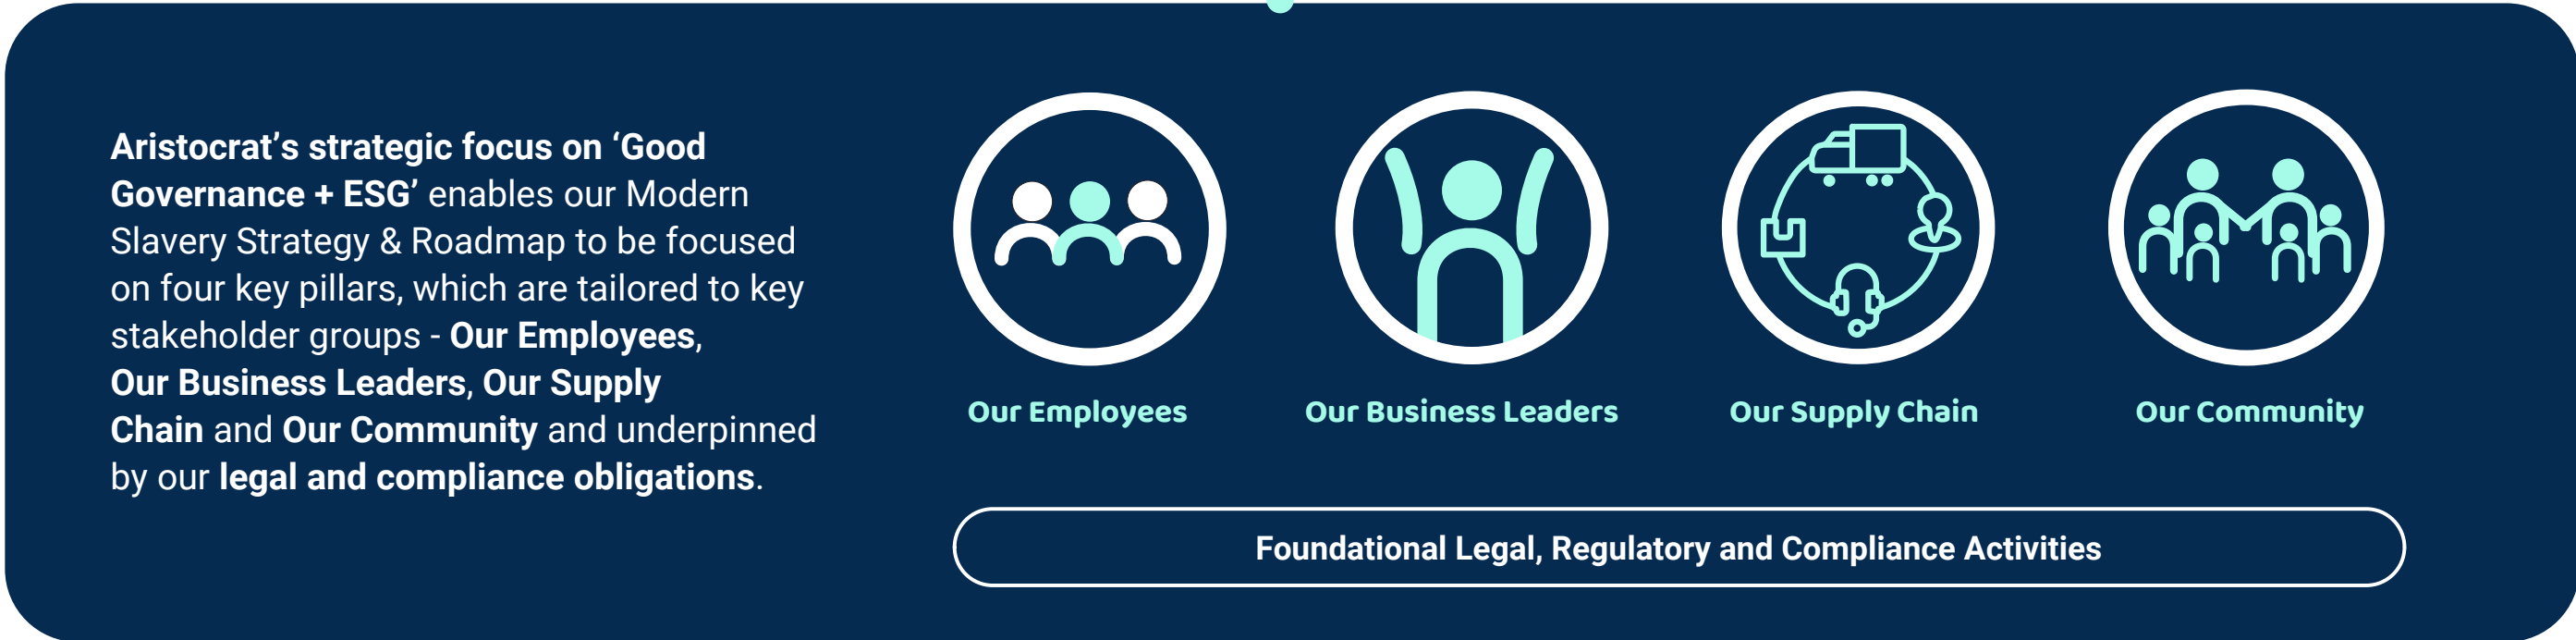 Aristocrat’s strategic focus on ‘Good
Governance + ESG’ enables our Modern
Slavery Strategy & Roadmap to be focused
on four key pillars, which are tailored to key
stakeholder groups - Our Employees,
Our Business Leaders, Our Supply
Chain and Our Community and underpinned
by our legal and compliance obligations.
Our Employees
Our Business Leaders
Our Supply Chain
Our Community
Foundational Legal, Regulatory and Compliance Activities